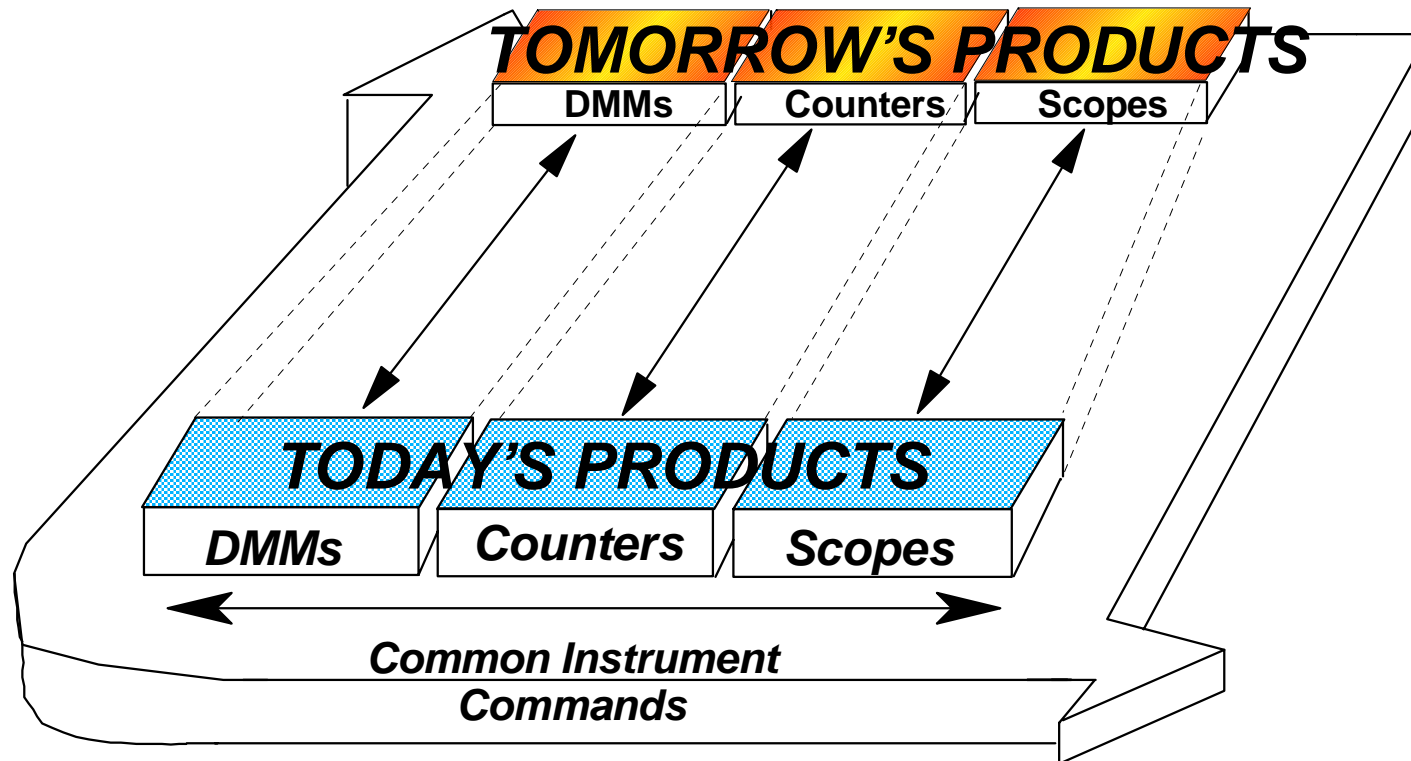 TOMORROW'S PRODUCTS
DMMs Counters Scopes
TODAY'S PRODUCTS
DMMs Counters Scopes
Common Instrument
Commands